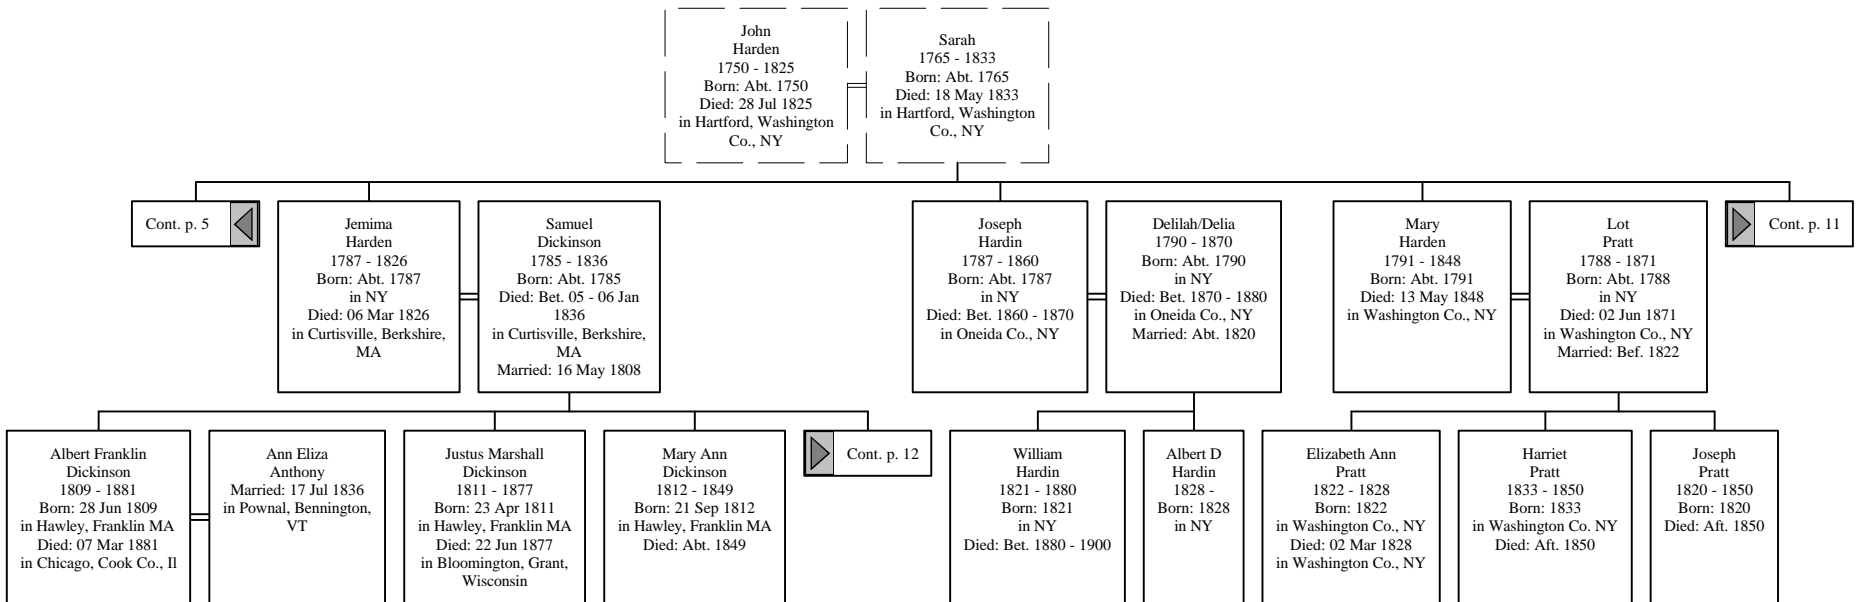 John
Harden
1750 - 1825
Born: Abt. 1750
Died: 28 Jul 1825
in Hartford, Washington
Co., NY
Sarah
1765 - 1833
Born: Abt. 1765
Died: 18 May 1833
in Hartford, Washington
Co., NY
Cont. p. 5
Jemima
Harden
1787 - 1826
Born: Abt. 1787
in NY
Died: 06 Mar 1826
in Curtisville, Berkshire,
MA
Samuel
Dickinson
1785 - 1836
Born: Abt. 1785
Died: Bet. 05 - 06 Jan
1836
in Curtisville, Berkshire,
MA
Married: 16 May 1808
Joseph
Hardin
1787 - 1860
Born: Abt. 1787
in NY
Died: Bet. 1860 - 1870
in Oneida Co., NY
Delilah/Delia
1790 - 1870
Born: Abt. 1790
in NY
Died: Bet. 1870 - 1880
in Oneida Co., NY
Married: Abt. 1820
Mary
Harden
1791 - 1848
Born: Abt. 1791
Died: 13 May 1848
in Washington Co., NY
Lot
Pratt
1788 - 1871
Born: Abt. 1788
in NY
Died: 02 Jun 1871
in Washington Co., NY
Married: Bef. 1822
Cont. p. 11
Albert Franklin
Dickinson
1809 - 1881
Born: 28 Jun 1809
in Hawley, Franklin MA
Died: 07 Mar 1881
in Chicago, Cook Co., Il
Ann Eliza
Anthony
Married: 17 Jul 1836
in Pownal, Bennington,
VT
Justus Marshall
Dickinson
1811 - 1877
Born: 23 Apr 1811
in Hawley, Franklin MA
Died: 22 Jun 1877
in Bloomington, Grant,
Wisconsin
Mary Ann
Dickinson
1812 - 1849
Born: 21 Sep 1812
in Hawley, Franklin MA
Died: Abt. 1849
Cont. p. 12
William
Hardin
1821 - 1880
Born: 1821
in NY
Died: Bet. 1880 - 1900
Albert D
Hardin
1828 -
Born: 1828
in NY
Elizabeth Ann
Pratt
1822 - 1828
Born: 1822
in Washington Co., NY
Died: 02 Mar 1828
in Washington Co., NY
Harriet
Pratt
1833 - 1850
Born: 1833
in Washington Co. NY
Died: Aft. 1850
Joseph
Pratt
1820 - 1850
Born: 1820
Died: Aft. 1850